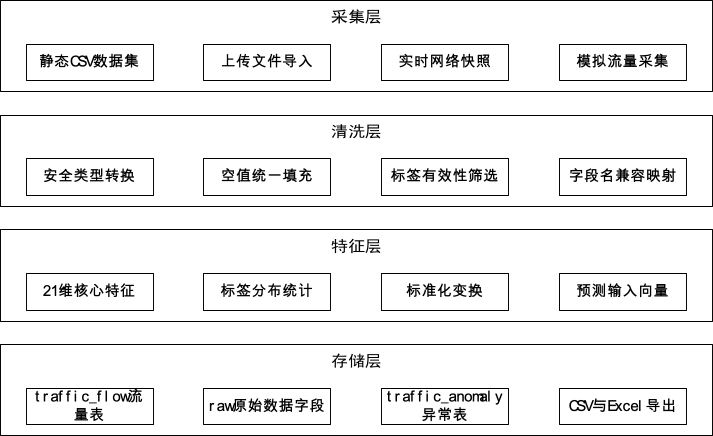 采集层
静态CSV数据集
上传文件导入
实时网络快照
模拟流量采集
清洗层
安全类型转换
空值统一填充
标签有效性筛选
字段名兼容映射
特征层
21维核心特征
标签分布统计
标准化变换
预测输入向量
存储层
traffic_flow流
量表
raw原始数据字段
traffic_anomaly
异常表
CSV与Excel导出